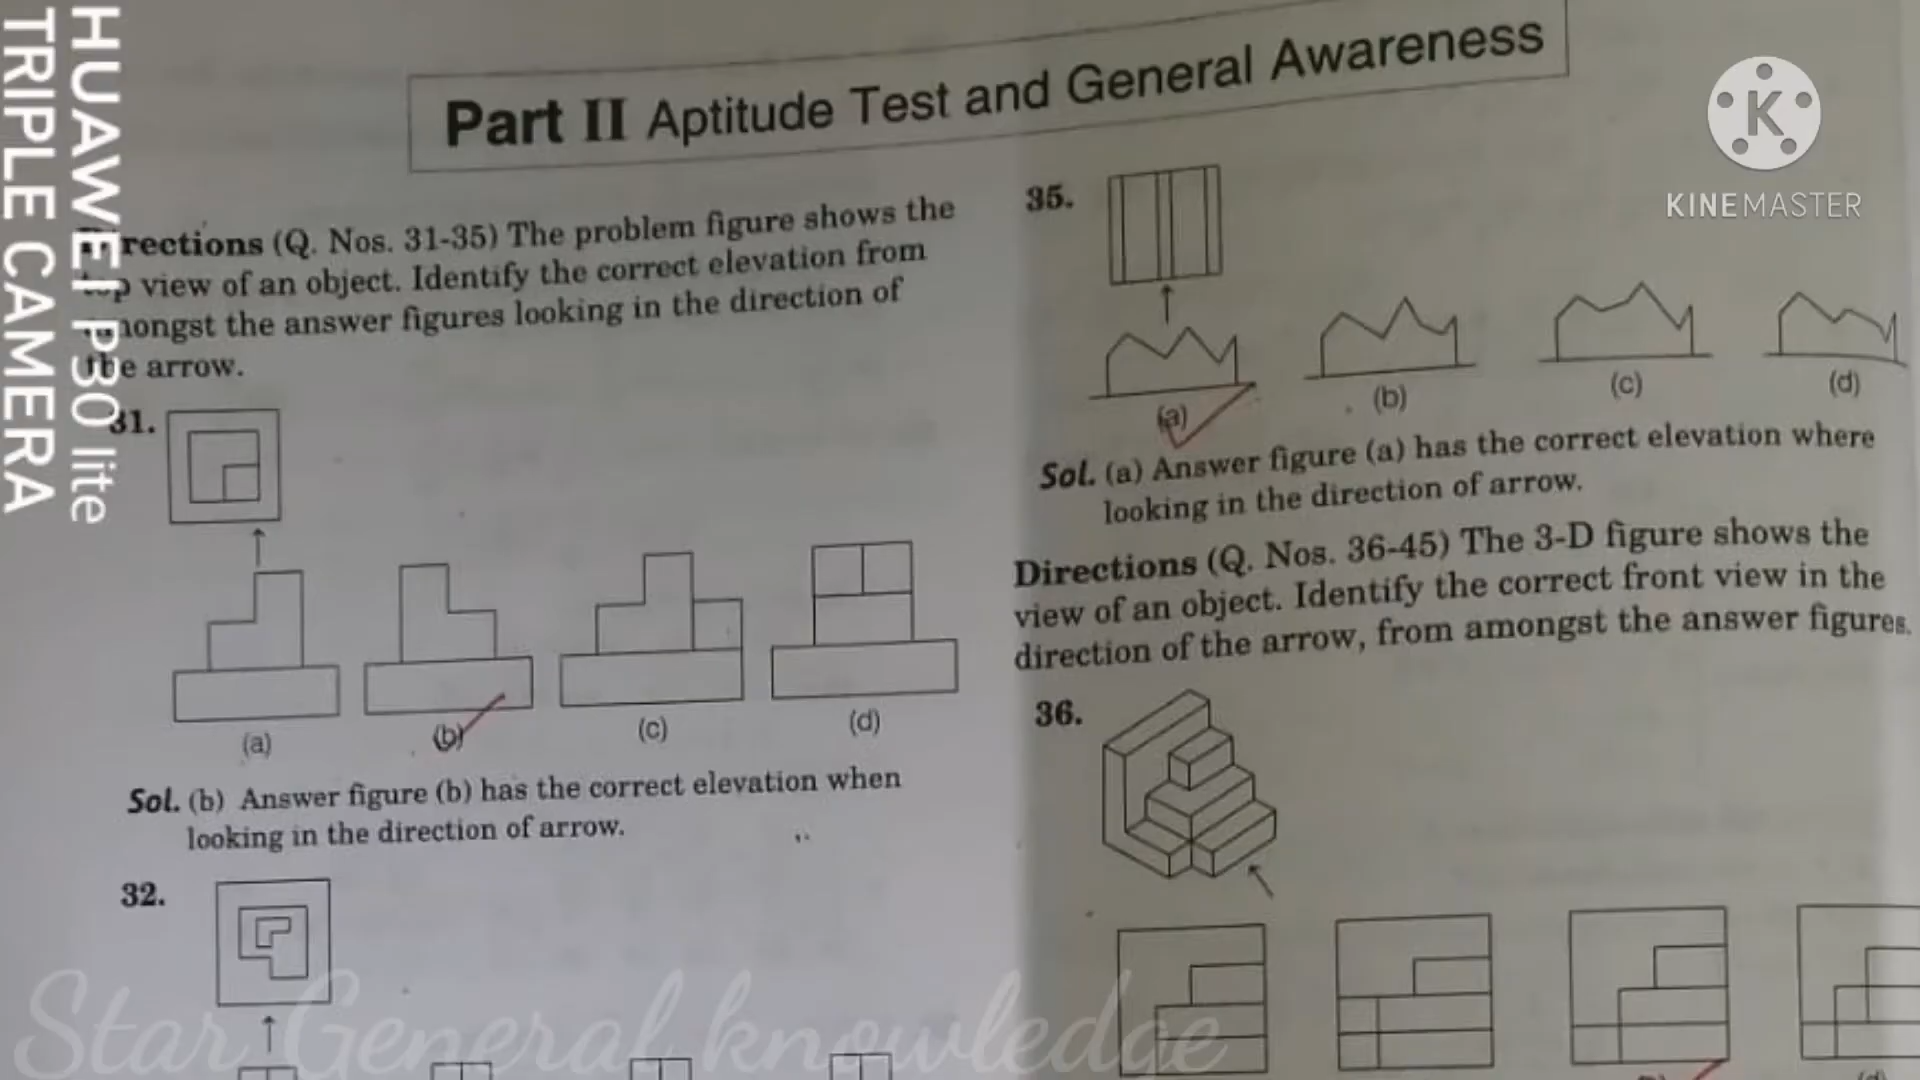 HUAWEI P30 lite
TRIPLE CAMERA
KINEMASTER
Part II Aptitude Test and General Awareness
(Q. Nos. 31-35) The problem figure shows the
view of an object. Identify the correct elevation from
the answer figures looking in the direction of
the arrow.
31.
(a) (b) (c) (d)
Sol. (b) Answer figure (b) has the correct elevation when
looking in the direction of arrow.
32.
35.
(a) (b) (c) (d)
Sol. (a) Answer figure (a) has the correct elevation where
looking in the direction of arrow.
Directions (Q. Nos. 36-45) The 3-D figure shows the
view of an object. Identify the correct front view in the
direction of the arrow, from amongst the answer figures.
36.
Star General knowledge